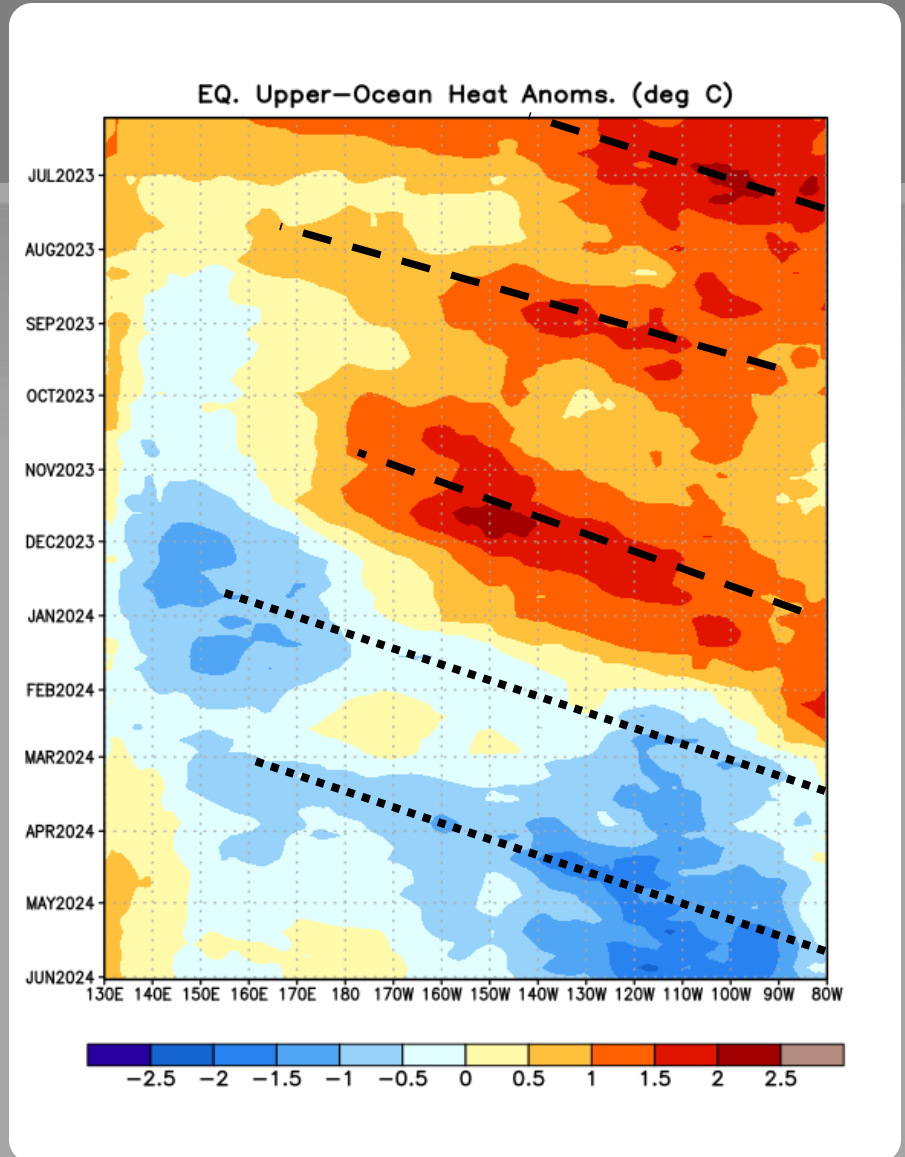 EQ. Upper-Ocean Heat Anoms. (deg C)
JUL2023
AUG2023
SEP2023
OCT2023
NOV2023
DEC2023
JAN2024
FEB2024
MAR2024
APR2024
MAY2024
JUN2024
130E 140E 150E 160E 170E 180 170W 160W 150W 140W 130W 120W 110W 100W 90W 80W
-2.5 -2 -1.5 -1 -0.5 0 0.5 1 1.5 2 2.5